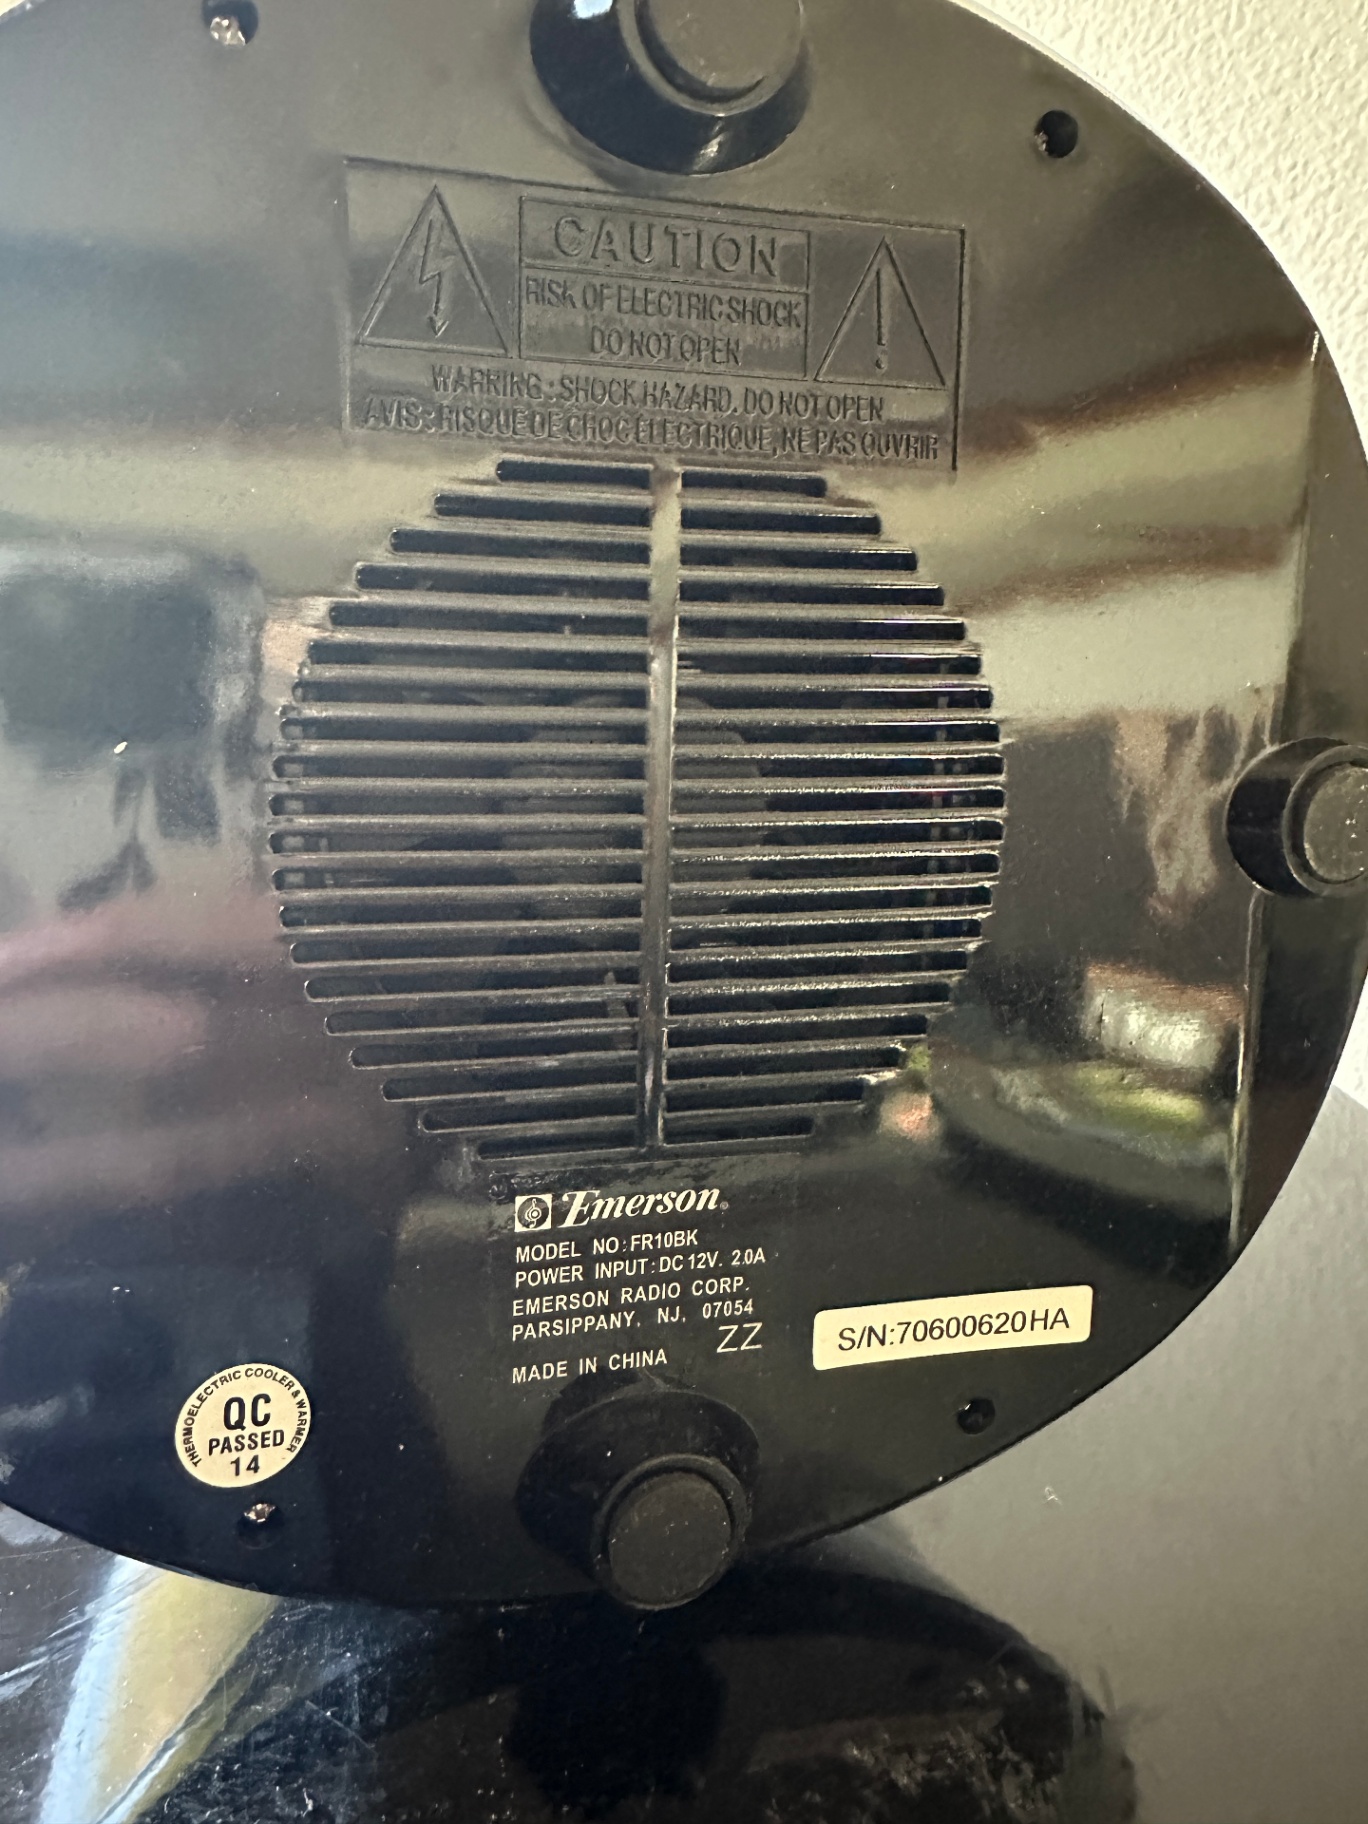 CAUTION
RISK OF ELECTRIC SHOCK
DO NOT OPEN
WARRING: SHOCK HAZARD. DO NOT OPEN
AVIS: RISQUE DE CHOC ÉLECTRIQUE, NE PAS OUVRIR
Emerson®
MODEL NO: FR10BK
POWER INPUT: DC 12V. 2.0A
EMERSON RADIO CORP.
PARSIPPANY, NJ, 07054
ZZ
MADE IN CHINA
S/N:70600620HA
THERMOELECTRIC COOLER & WARMER
QC
PASSED
14